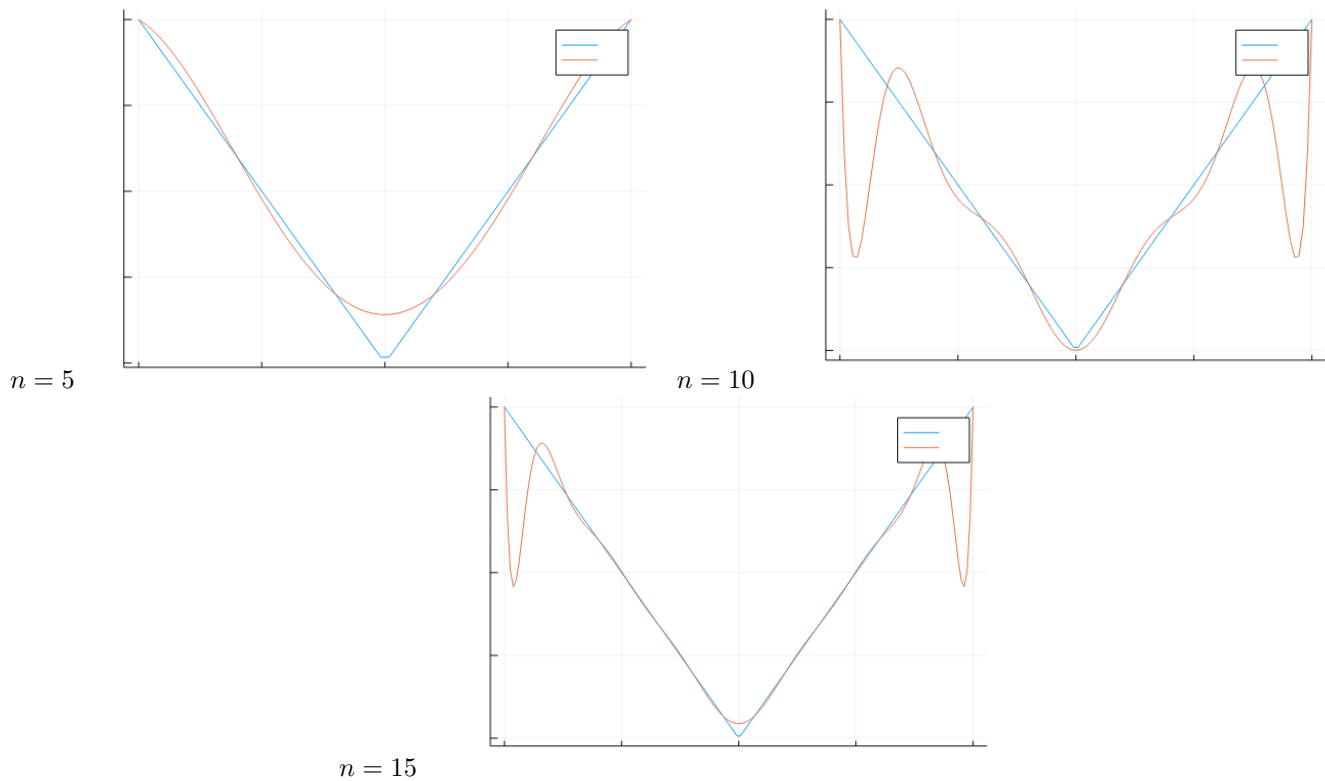 n = 5
n = 10
n = 15